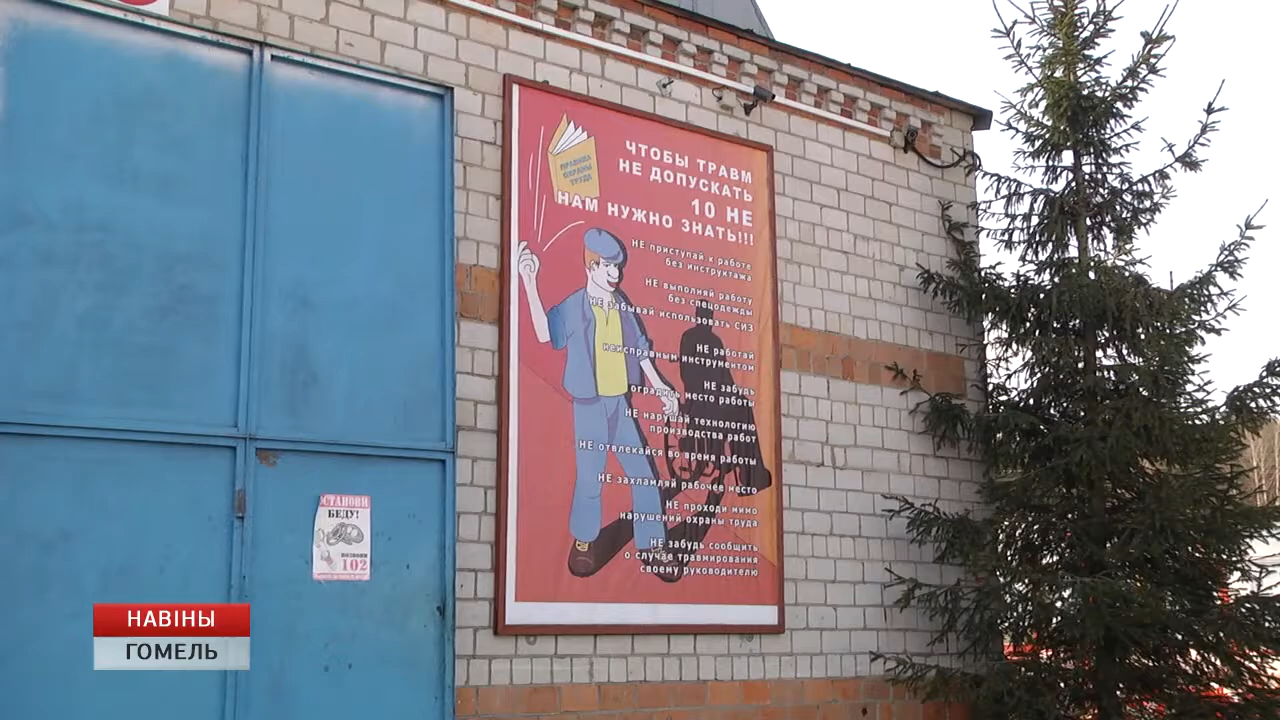 ПРАВИЛА
ОХРАНЫ
ТРУДА
ЧТОБЫ ТРАВМ
НЕ ДОПУСКАТЬ
10 НЕ
НАМ НУЖНО ЗНАТЬ!!!
НЕ приступай к работе
без инструктажа
НЕ выполняй работу
без спецодежды
НЕ забывай использовать СИЗ
НЕ работай
неисправным инструментом
НЕ забудь
оградить место работы
НЕ нарушай технологию
производства работ
НЕ отвлекайся во время работы
НЕ захламляй рабочее место
НЕ проходи мимо
нарушений охраны труда
НЕ забудь сообщить
о случае травмирования
своему руководителю
ОСТАНОВИ
БЕДУ!
ПОЗВОНИ
102
НАВІНЫ
ГОМЕЛЬ